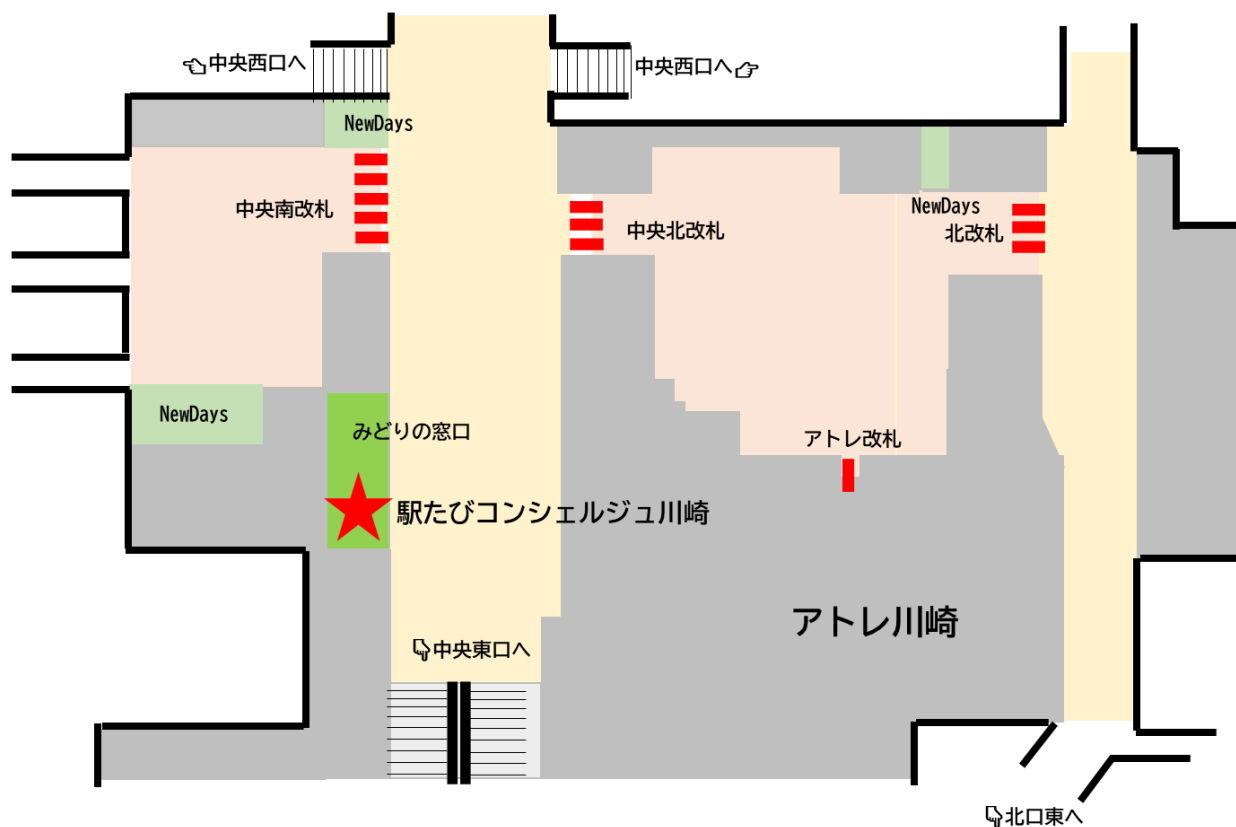 中央西口へ
中央西口へ
NewDays
中央南改札
中央北改札
NewDays
北改札
NewDays
みどりの窓口
アトレ改札
駅たびコンシェルジュ川崎
アトレ川崎
中央東口へ
北口東へ